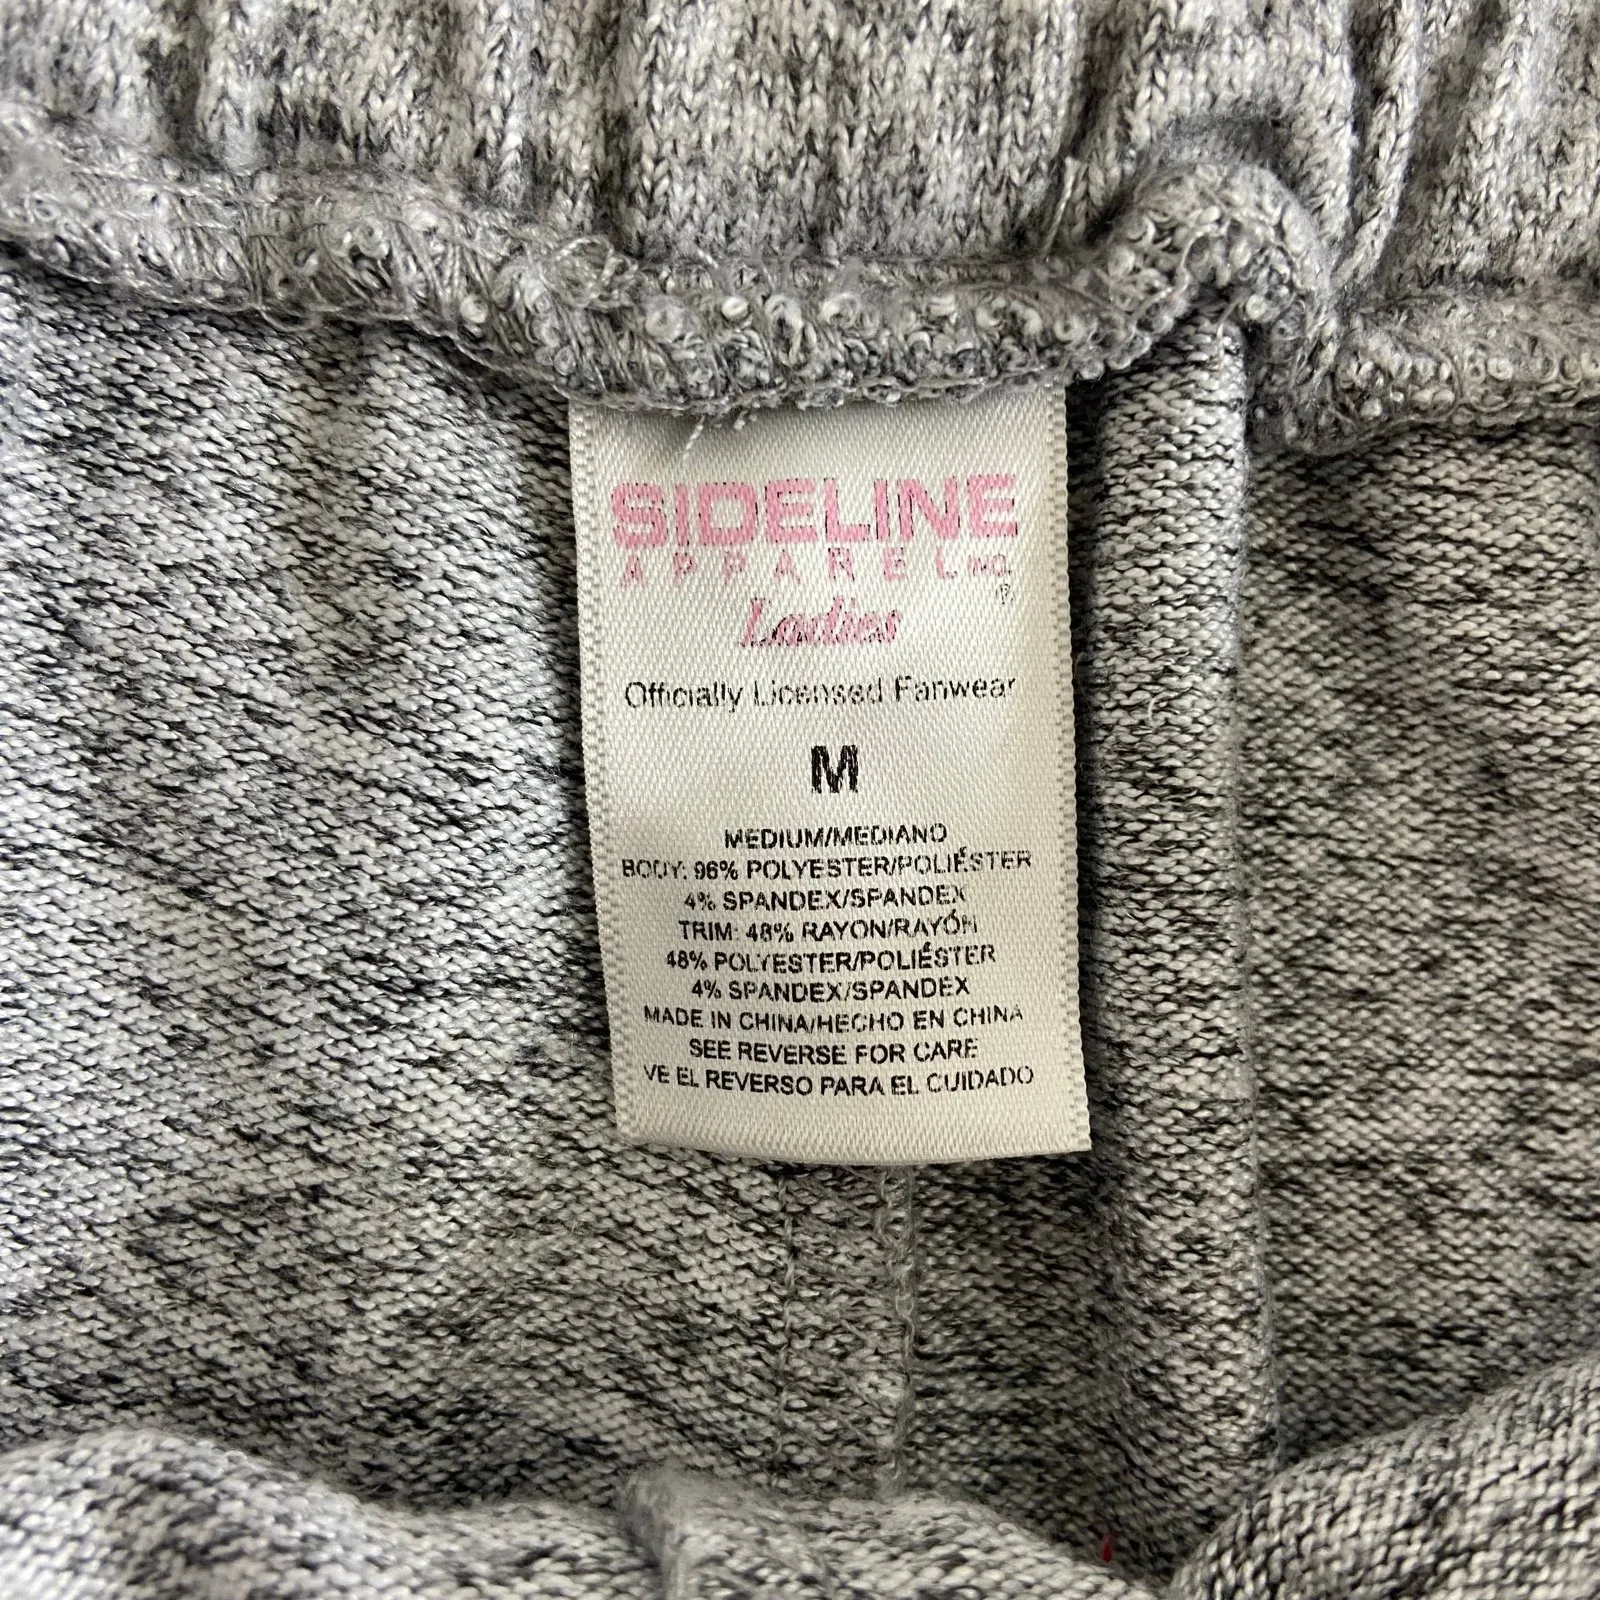 SIDELINE
APPAREL INC.
®
Ladies
Officially Licensed Fanwear
M
MEDIUM/MEDIANO
BODY: 96% POLYESTER/POLIÉSTER
4% SPANDEX/SPANDEX
TRIM: 48% RAYON/RAYÓN
48% POLYESTER/POLIÉSTER
4% SPANDEX/SPANDEX
MADE IN CHINA/HECHO EN CHINA
SEE REVERSE FOR CARE
VE EL REVERSO PARA EL CUIDADO